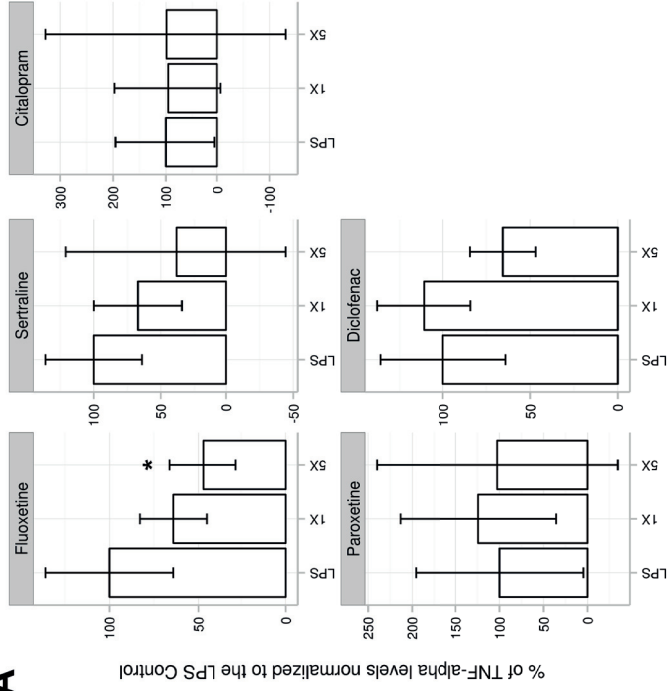 A
% of TNF-alpha levels normalized to the LPS Control
Fluoxetine
100
50
0
*
LPS
1X
5X
Sertraline
100
50
0
-50
LPS
1X
5X
Citalopram
300
200
100
0
-100
LPS
1X
5X
Paroxetine
250
200
150
100
50
0
LPS
1X
5X
Diclofenac
100
50
0
LPS
1X
5X